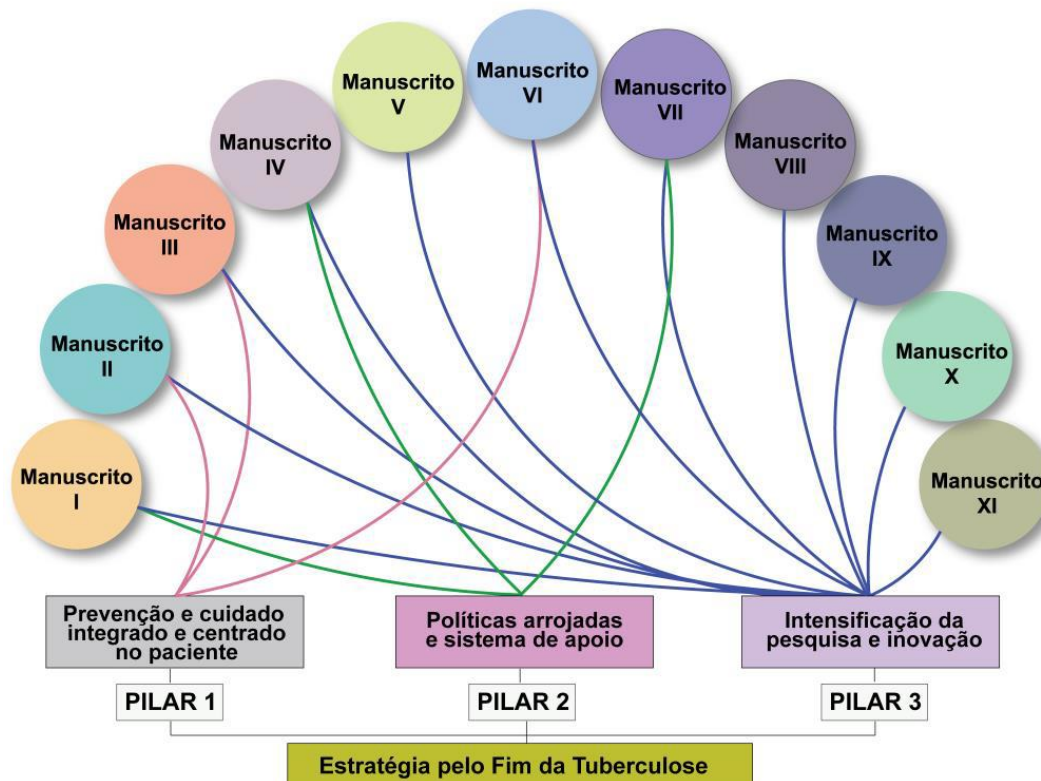 Manuscrito
I
Manuscrito
II
Manuscrito
III
Manuscrito
IV
Manuscrito
V
Manuscrito
VI
Manuscrito
VII
Manuscrito
VIII
Manuscrito
IX
Manuscrito
X
Manuscrito
XI
Prevenção e cuidado
integrado e centrado
no paciente
Políticas arrojadas
e sistema de apoio
Intensificação da
pesquisa e inovação
PILAR 1
PILAR 2
PILAR 3
Estratégia pelo Fim da Tuberculose